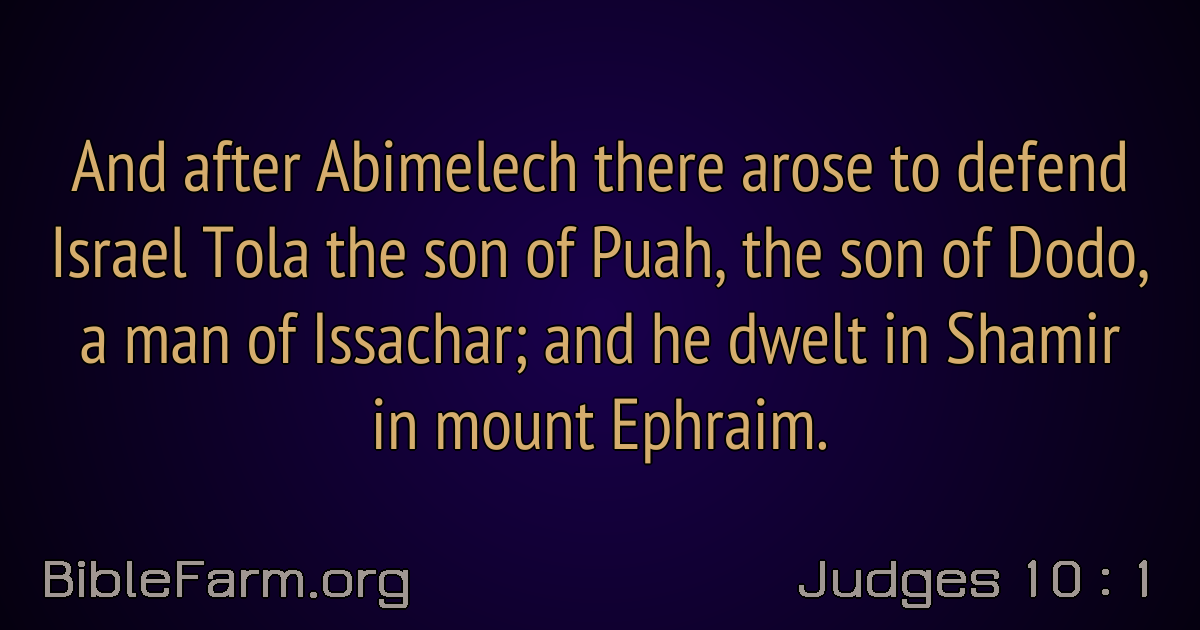 And after Abimelech there arose to defend
Israel Tola the son of Puah, the son of Dodo,
a man of Issachar; and he dwelt in Shamir
in mount Ephraim.
BibleFarm.org
Judges 10 : 1